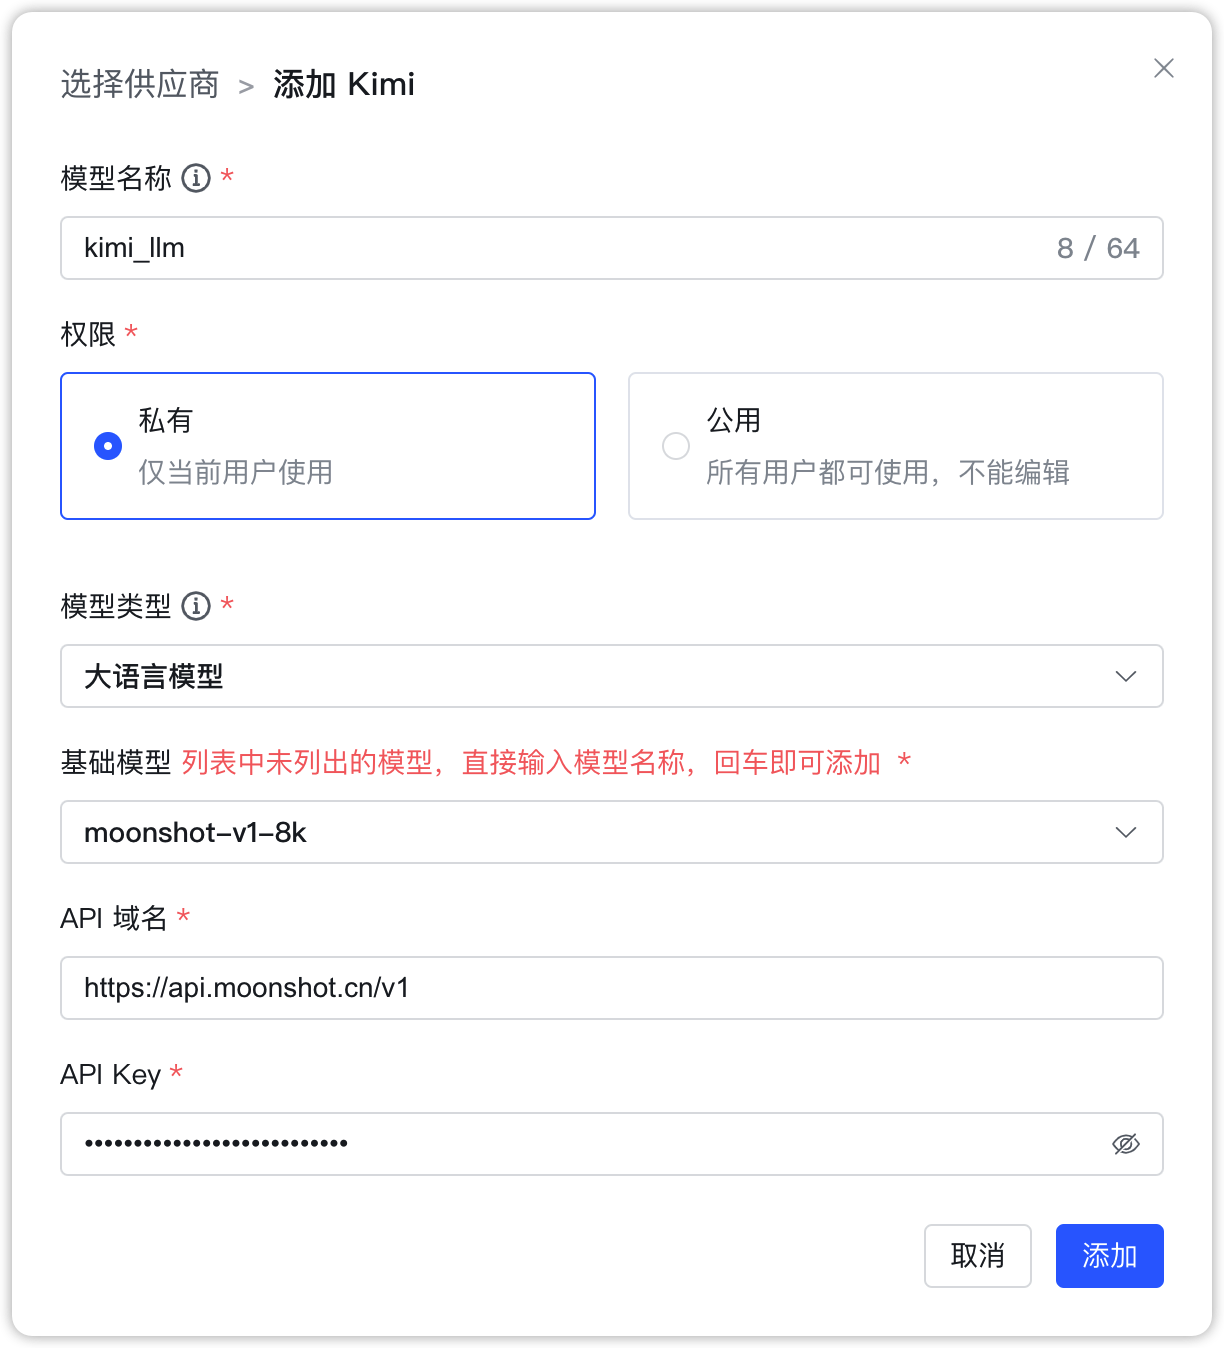 选择供应商 > 添加 Kimi
模型名称 *
kimi_llm 8 / 64
权限 *
私有
仅当前用户使用
公用
所有用户都可使用，不能编辑
模型类型 *
大语言模型
基础模型 列表中未列出的模型，直接输入模型名称，回车即可添加 *
moonshot-v1-8k
API 域名 *
https://api.moonshot.cn/v1
API Key *
•••••••••••••••••••••••••••
取消 添加